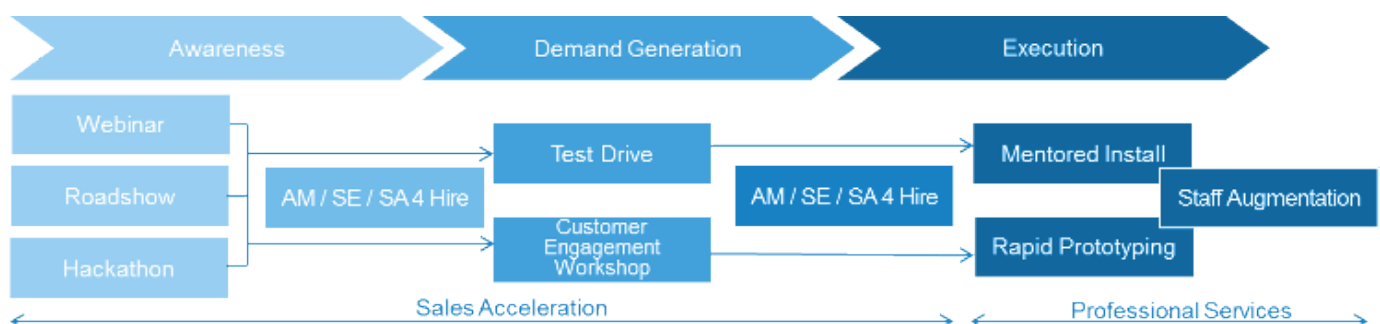 Awareness
Demand Generation
Execution
Webinar
Roadshow
Hackathon
AM / SE / SA 4 Hire
Test Drive
Customer
Engagement
Workshop
AM / SE / SA 4 Hire
Mentored Install
Staff Augmentation
Rapid Prototyping
Sales Acceleration
Professional Services